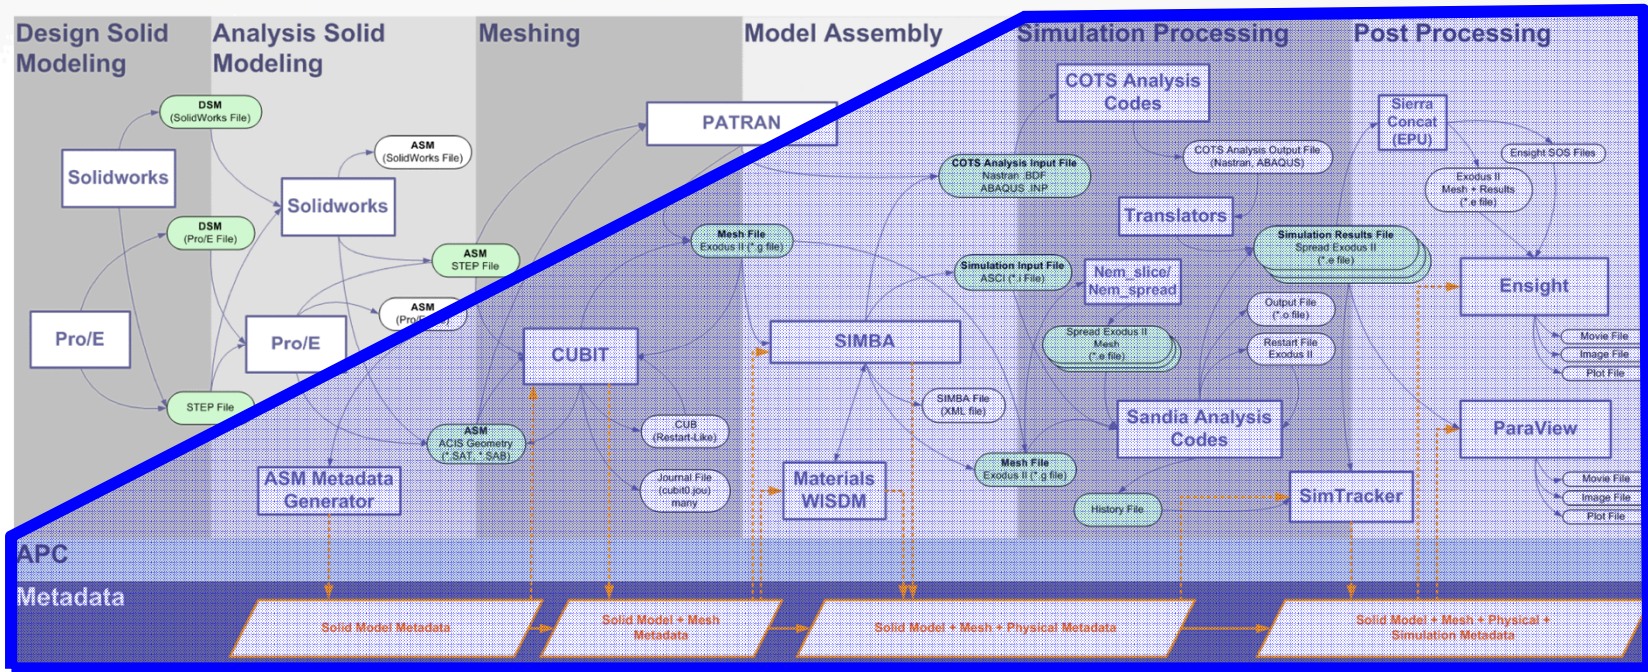 Design Solid
Modeling
Analysis Solid
Modeling
Meshing
Model Assembly
Simulation Processing
Post Processing
DSM
(SolidWorks File)
Solidworks
DSM
(Pro/E File)
Pro/E
STEP File
ASM
(SolidWorks File)
Solidworks
ASM
STEP File
ASM
(Pro/E
Pro/E
ASM
ACIS Geometry
(*.SAT, *.SAB)
ASM Metadata
Generator
PATRAN
Mesh File
Exodus II (*.g file)
CUBIT
CUB
(Restart-Like)
Journal File
(cubit0.jou)
many
COTS Analysis Input File
Nastran .BDF
ABAQUS .INP
Simulation Input File
ASCI (*.i File)
SIMBA
SIMBA File
(XML file)
Materials
WISDM
Mesh File
Exodus II (*.g file)
COTS Analysis
Codes
COTS Analysis Output File
(Nastran, ABAQUS)
Translators
Simulation Results File
Spread Exodus II
(*.e file)
Nem_slice/
Nem_spread
Output File
(*.o file)
Spread Exodus II
Mesh
(*.e file)
Restart File
Exodus II
Sandia Analysis
Codes
History File
SimTracker
Sierra
Concat
(EPU)
Ensight SOS Files
Exodus II
Mesh + Results
(*.e file)
Ensight
Movie File
Image File
Plot File
ParaView
Movie File
Image File
Plot File
APC
Metadata
Solid Model Metadata
Solid Model + Mesh
Metadata
Solid Model + Mesh + Physical Metadata
Solid Model + Mesh + Physical +
Simulation Metadata